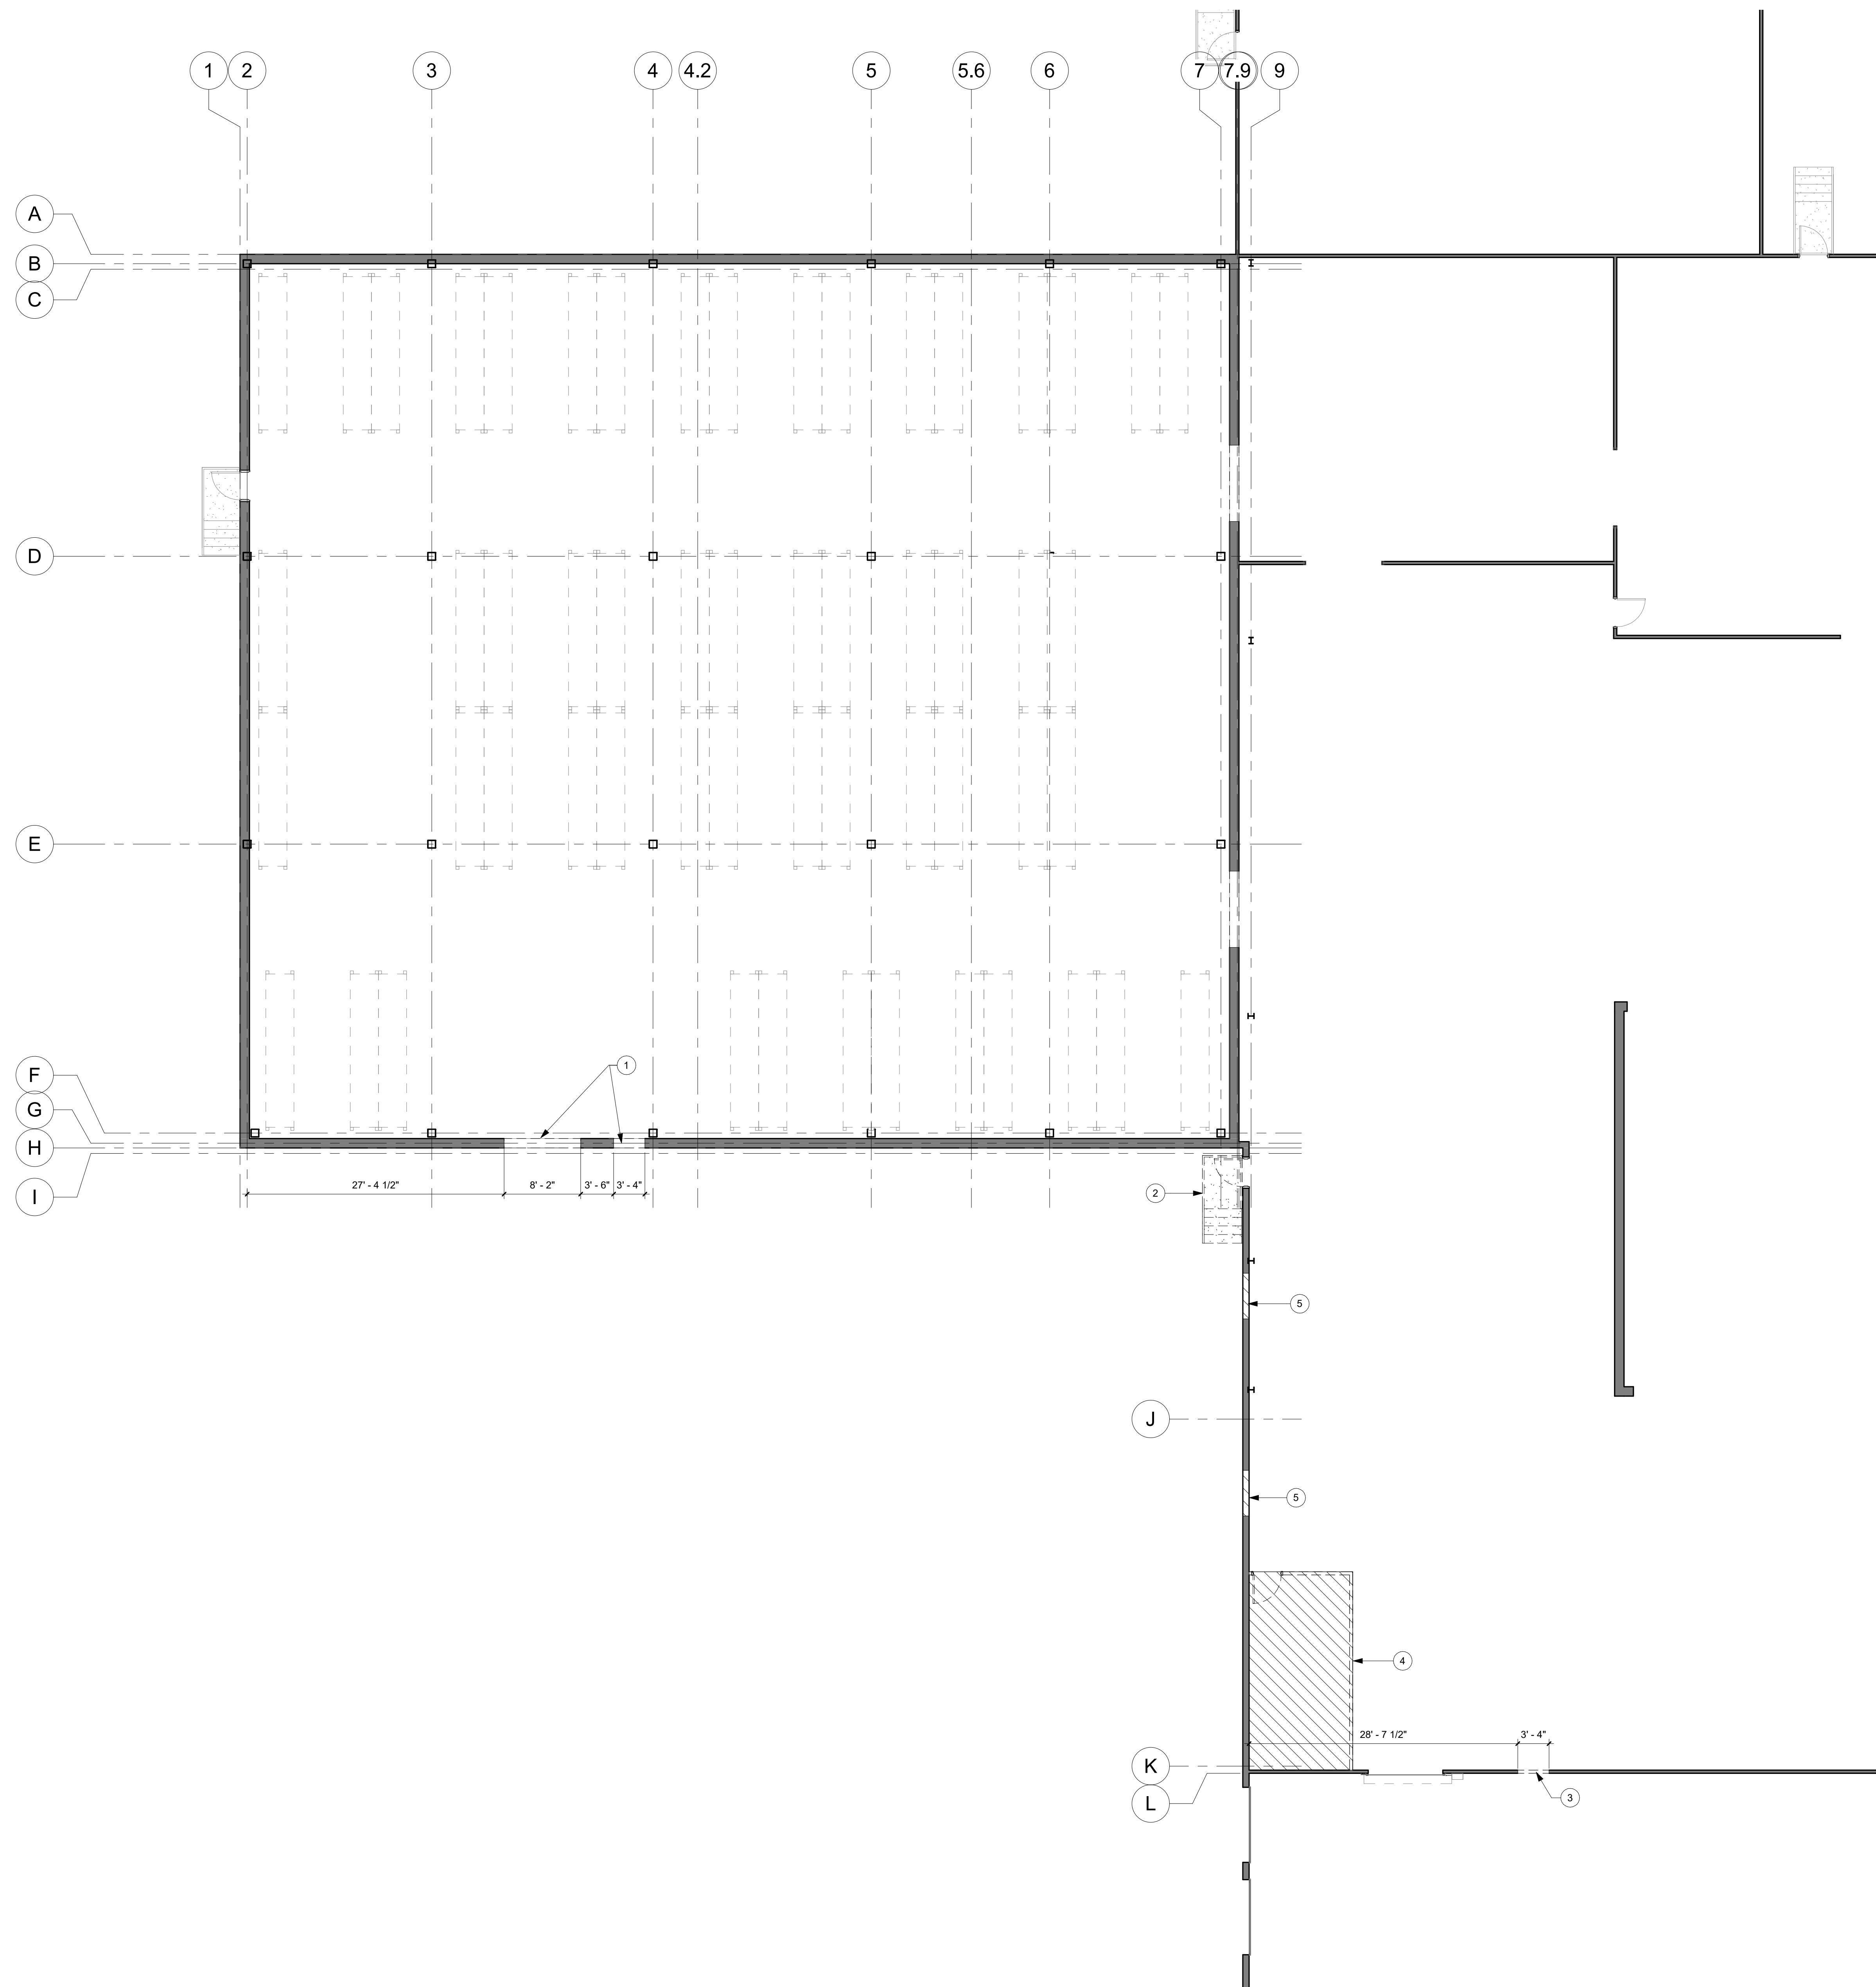 1 2 3 4 4.2 5 5.6 6 7 7.9 9
A
B
C
D
E
F
1
G
H
I
27' - 4 1/2" 8' - 2" 3' - 6" 3' - 4"
2
5
J
5
4
28' - 7 1/2" 3' - 4"
K
L
3